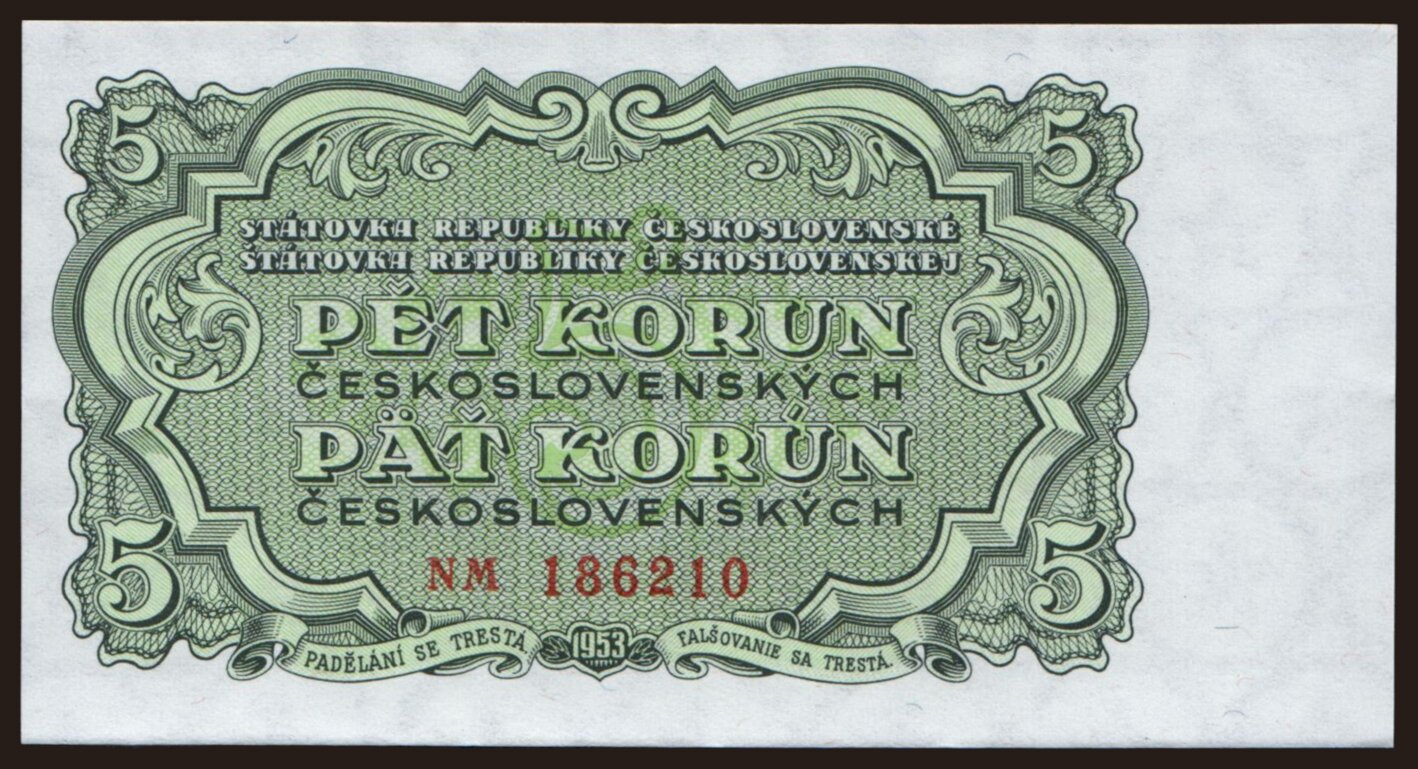 5 5
STÁTOVKA REPUBLIKY ČESKOSLOVENSKÉ
ŠTÁTOVKA REPUBLIKY ČESKOSLOVENSKEJ
PĚT KORUN
ČESKOSLOVENSKÝCH
PÄŤ KORÚN
ČESKOSLOVENSKÝCH
NM 186210
5 5
PADĚLÁNÍ SE TRESTÁ. 1953 FALŠOVANIE SA TRESTÁ.